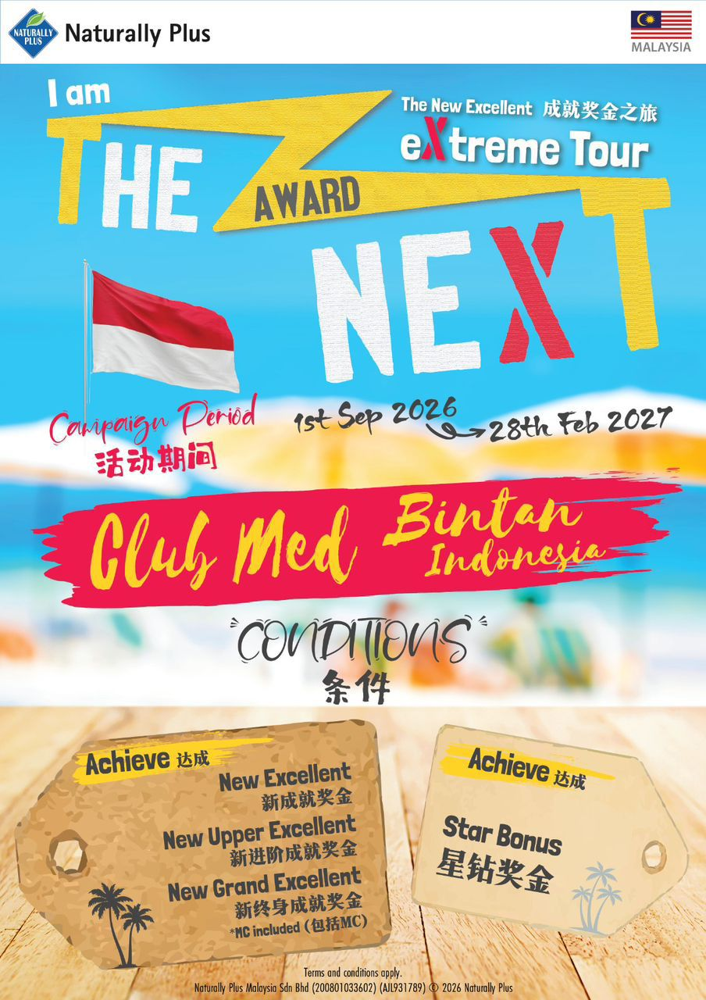 NATURALLY PLUS
Naturally Plus
MALAYSIA
I am
THE
AWARD
NEXT
The New Excellent 成就奖金之旅
eXtreme Tour
Campaign Period
活动期间
1st Sep 2026
28th Feb 2027
Club Med Bintan
Indonesia
"CONDITIONS"
条件
Achieve 达成
New Excellent
新成就奖金
New Upper Excellent
新进阶成就奖金
New Grand Excellent
新终身成就奖金
*MC included (包括MC)
Achieve 达成
Star Bonus
星钻奖金
Terms and conditions apply.
Naturally Plus Malaysia Sdn Bhd (200801033602) (AJL931789) © 2026 Naturally Plus